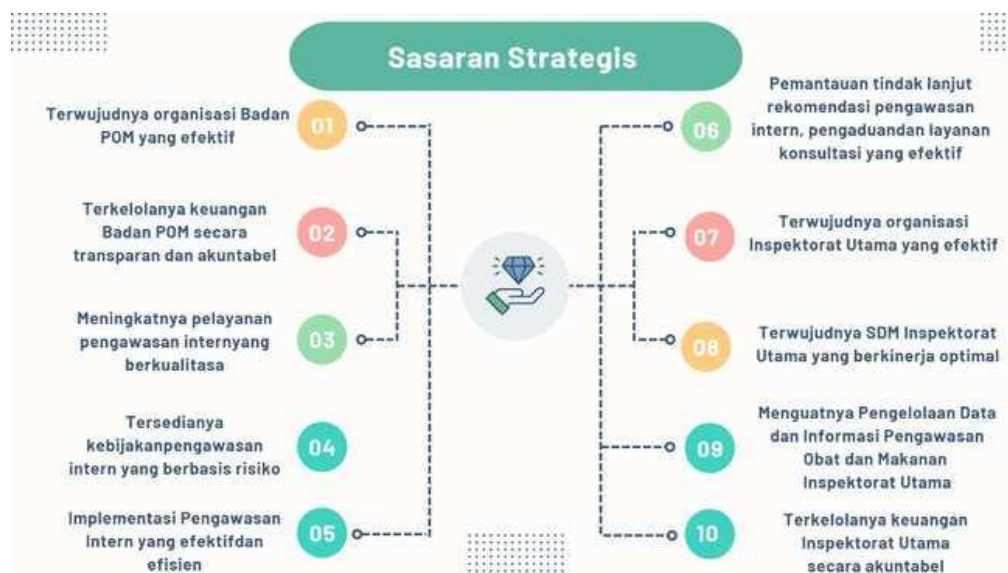 Sasaran Strategis
Terwujudnya organisasi Badan
POM yang efektif
01
Terkelolanya keuangan
Badan POM secara
transparan dan akuntabel
02
Meningkatnya pelayanan
pengawasan internyang
berkualitasa
03
Tersedianya
kebijakanpengawasan
intern yang berbasis risiko
04
Implementasi Pengawasan
Intern yang efektifdan
efisien
05
06
Pemantauan tindak lanjut
rekomendasi pengawasan
intern, pengaduandan layanan
konsultasi yang efektif
07
Terwujudnya organisasi
Inspektorat Utama yang efektif
08
Terwujudnya SDM Inspektorat
Utama yang berkinerja optimal
09
Menguatnya Pengelolaan Data
dan Informasi Pengawasan
Obat dan Makanan
Inspektorat Utama
10
Terkelolanya keuangan
Inspektorat Utama
secara akuntabel